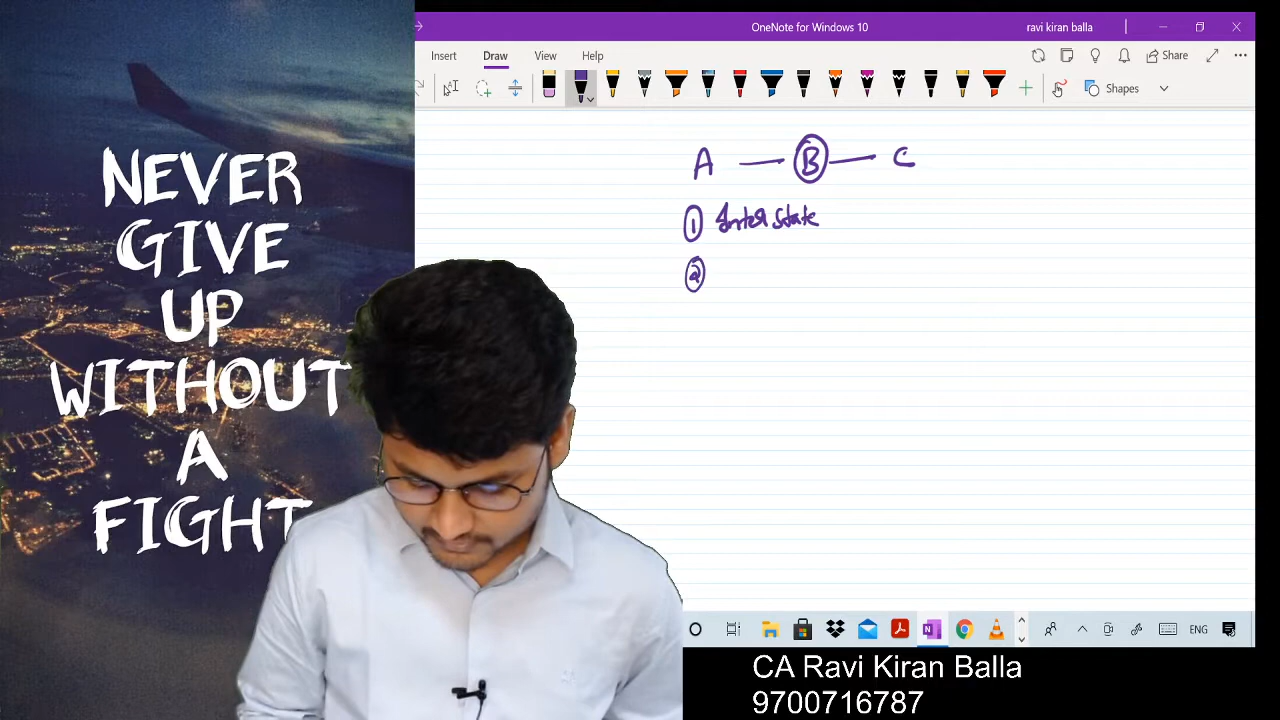 NEVER
GIVE
UP
WITHOUT
A
FIGHT
OneNote for Windows 10
ravi kiran balla
Insert Draw View Help
Share
Shapes
A — B — C
1 Inter state
2
ENG
CA Ravi Kiran Balla
9700716787